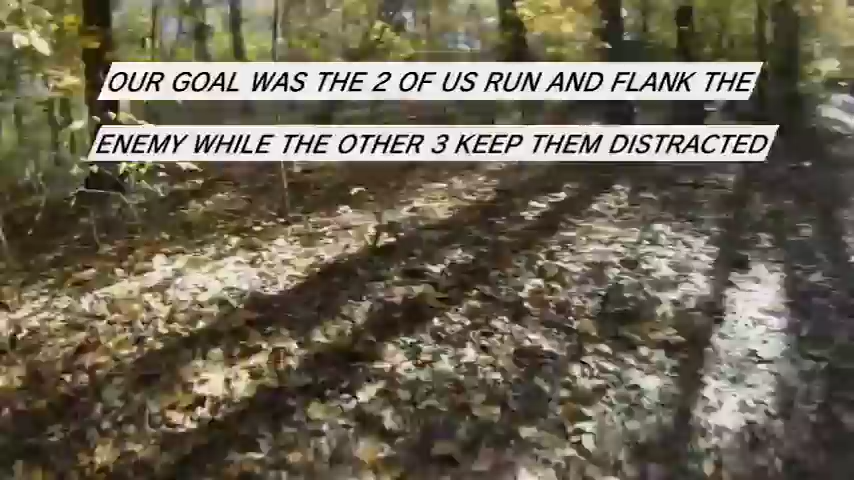 OUR GOAL WAS THE 2 OF US RUN AND FLANK THE
ENEMY WHILE THE OTHER 3 KEEP THEM DISTRACTED